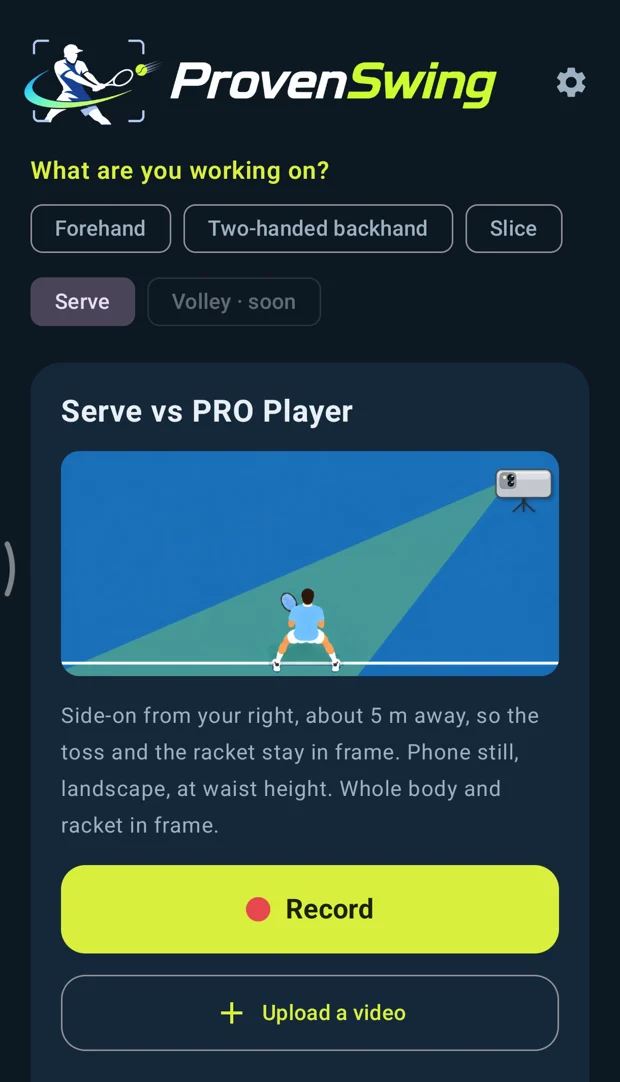 ProvenSwing
What are you working on?
Forehand
Two-handed backhand
Slice
Serve
Volley · soon
Serve vs PRO Player
Side-on from your right, about 5 m away, so the
toss and the racket stay in frame. Phone still,
landscape, at waist height. Whole body and
racket in frame.
Record
Upload a video